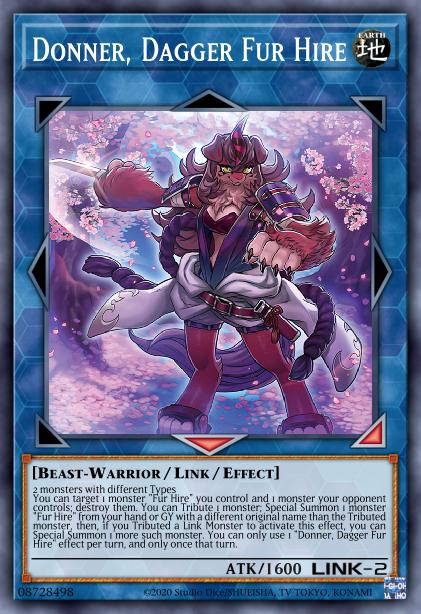 Donner, Dagger Fur Hire
EARTH
地
[Beast-Warrior / Link / Effect]
2 monsters with different Types
You can target 1 monster "Fur Hire" you control and 1 monster your opponent
controls; destroy them. You can Tribute 1 monster; Special Summon 1 monster
"Fur Hire" from your hand or GY with a different original name than the Tributed
monster, then, if you Tributed a Link Monster to activate this effect, you can
Special Summon 1 more such monster. You can only use 1 "Donner, Dagger Fur
Hire" effect per turn, and only once that turn.
ATK/1600 LINK-2
08728498 ©2020 Studio Dice/SHUEISHA, TV TOKYO, KONAMI